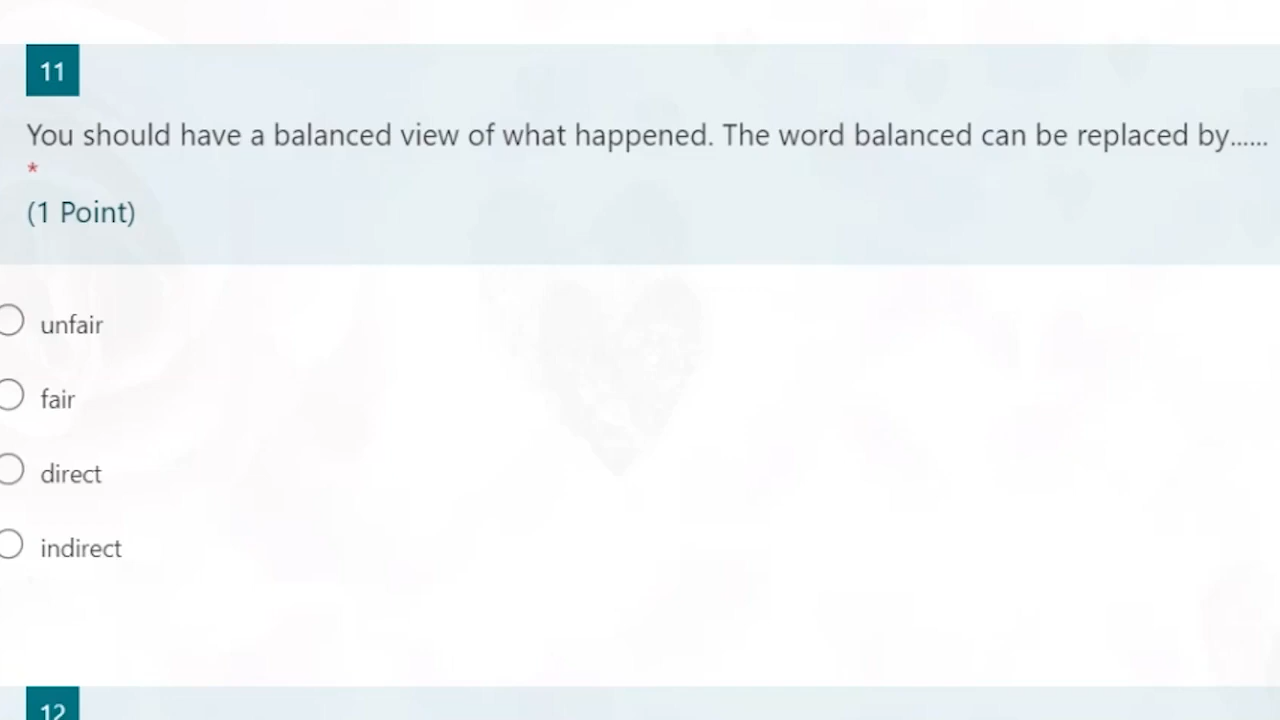 11
You should have a balanced view of what happened. The word balanced can be replaced by......
*
(1 Point)
unfair
fair
direct
indirect
12